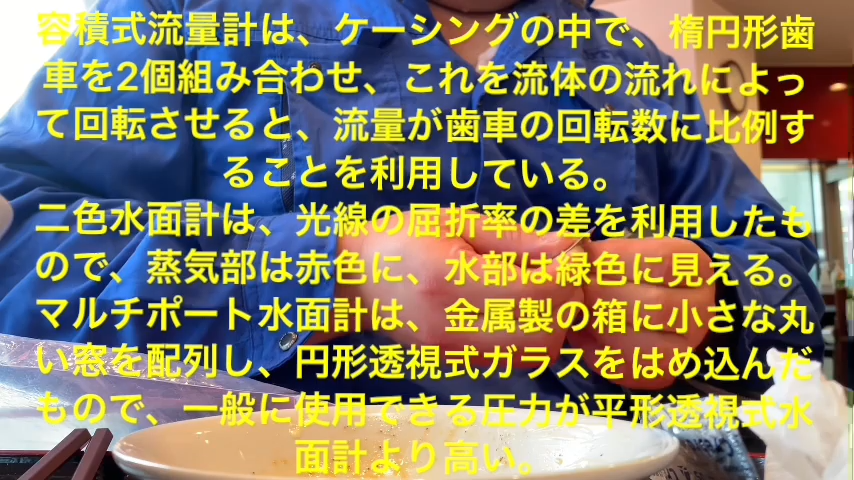 容積式流量計は、ケーシングの中で、楕円形歯
車を2個組み合わせ、これを流体の流れによっ
て回転させると、流量が歯車の回転数に比例す
ることを利用している。
二色水面計は、光線の屈折率の差を利用したも
ので、蒸気部は赤色に、水部は緑色に見える。
マルチポート水面計は、金属製の箱に小さな丸
い窓を配列し、円形透視式ガラスをはめ込んだ
もので、一般に使用できる圧力が平形透視式水
面計より高い。